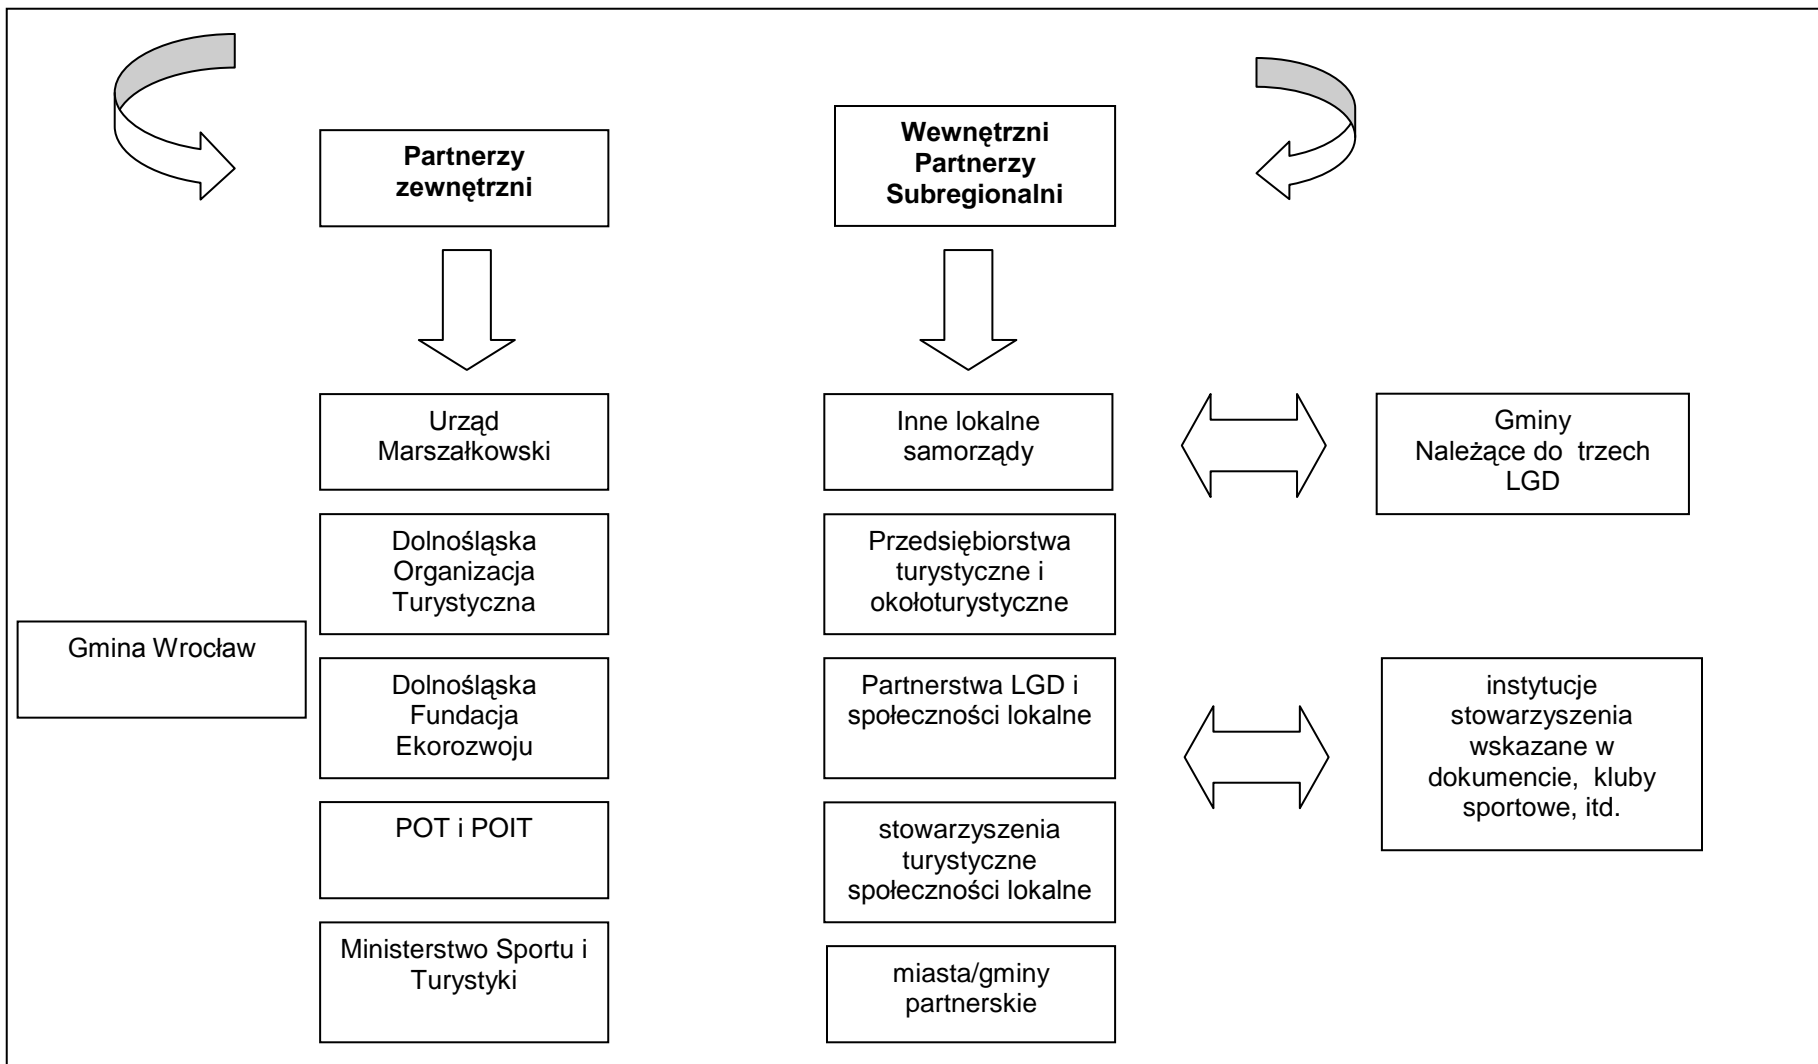 Partnerzy
zewnętrzni
Wewnętrzni
Partnerzy
Subregionalni
Urząd
Marszałkowski
Inne lokalne
samorządy
Gminy
Należące do  trzech
LGD
Dolnośląska
Organizacja
Turystyczna
Przedsiębiorstwa
turystyczne i
okołoturystyczne
Gmina Wrocław
Dolnośląska
Fundacja
Ekorozwoju
Partnerstwa LGD i
społeczności lokalne
instytucje
stowarzyszenia
wskazane w
dokumencie,  kluby
sportowe, itd.
POT i POIT
stowarzyszenia
turystyczne
społeczności lokalne
Ministerstwo Sportu i
Turystyki
miasta/gminy
partnerskie